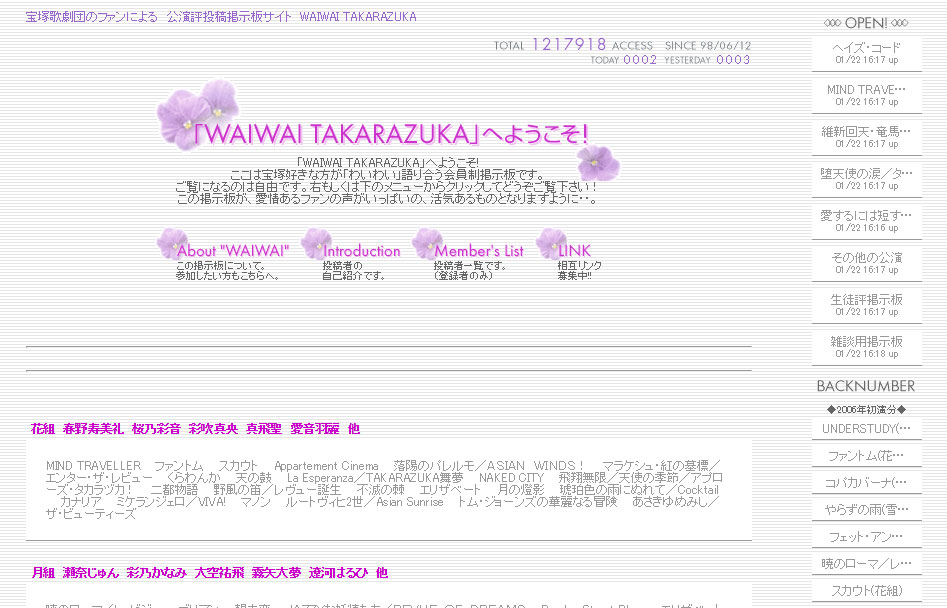 宝塚歌劇団のファンによる 公演評投稿掲示板サイト WAIWAI TAKARAZUKA
TOTAL 1217918 ACCESS SINCE 98/06/12
TODAY 0002 YESTERDAY 0003
「WAIWAI TAKARAZUKA」へようこそ!
「WAIWAI TAKARAZUKA」へようこそ!
ここは宝塚好きな方が「わいわい」語り合う会員制掲示板です。
ご覧になるのは自由です。右もしくは下のメニューからクリックしてどうぞご覧下さい！
この掲示板が、愛情あるファンの声がいっぱいの、活気あるものとなりますように・・。
About "WAIWAI"
この掲示板について。
参加したい方もこちらへ。
Introduction
投稿者の
自己紹介です。
Member's List
投稿者一覧です。
（登録者のみ）
LINK
相互リンク
募集中!!
花組 春野寿美礼 桜乃彩音 彩吹真央 真飛聖 愛音羽麗 他
MIND TRAVELLER ファントム スカウト Appartement Cinema 落陽のパレルモ／ASIAN WINDS！ マラケシュ・紅の墓標／
エンター・ザ・レビュー くらわんか 天の鼓 La Esperanza／TAKARAZUKA舞夢 NAKED CITY 飛翔無限／天使の季節／アプロ
ーズ・タカラヅカ！ 二都物語 野風の笛／レヴュー誕生 不滅の棘 エリザベート 月の燈影 琥珀色の雨にぬれて／Cocktail
カナリア ミケランジェロ／VIVA! マノン ルートヴィヒ2世／Asian Sunrise トム・ジョーンズの華麗なる冒険 あさきゆめみし／
ザ・ビューティーズ
月組 瀬奈じゅん 彩乃かなみ 大空祐飛 霧矢大夢 遼河はるひ 他
OPEN!
ヘイズ・コード
01/22 16:17 up
MIND TRAVE…
01/22 16:17 up
維新回天・竜馬…
01/22 16:17 up
堕天使の涙／タ…
01/22 16:17 up
愛するには短す…
01/22 16:16 up
その他の公演
01/22 16:17 up
生徒評掲示板
01/22 16:17 up
雑談用掲示板
01/22 16:18 up
BACKNUMBER
◆2006年初演分◆
UNDERSTUDY(…
ファントム(花…
コパカバーナ(…
やらずの雨(雪…
フェット・アン…
暁のローマ／レ…
スカウト(花組)